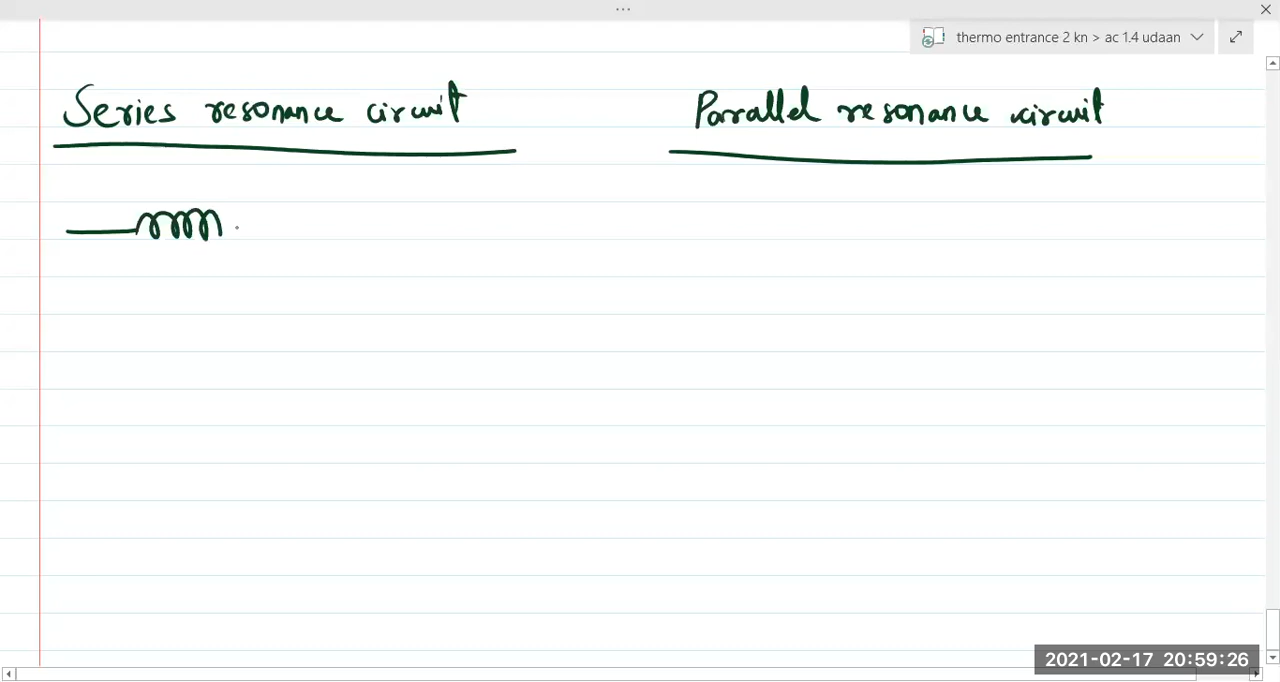 thermo entrance 2 kn > ac 1.4 udaan
Series resonance circuit
Parallel resonance circuit
2021-02-17 20:59:26